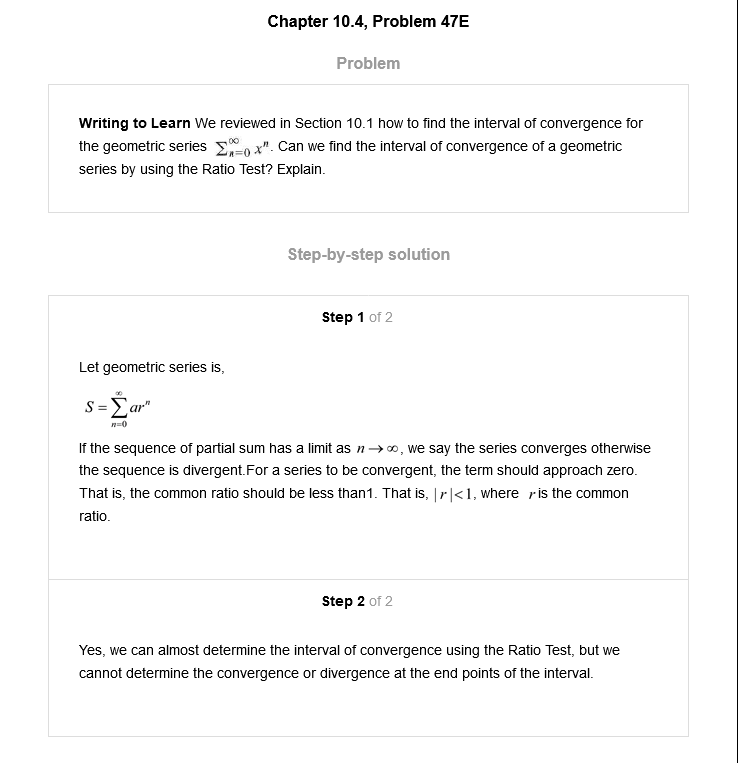 Chapter 10.4, Problem 47E
Problem
Writing to Learn We reviewed in Section 10.1 how to find the interval of convergence for
the geometric series ∑_{n=0}^{∞} xⁿ. Can we find the interval of convergence of a geometric
series by using the Ratio Test? Explain.
Step-by-step solution
Step 1 of 2
Let geometric series is,
S = ∑_{n=0}^{∞} arⁿ
If the sequence of partial sum has a limit as n → ∞, we say the series converges otherwise
the sequence is divergent.For a series to be convergent, the term should approach zero.
That is, the common ratio should be less than1. That is, |r|<1, where r is the common
ratio.
Step 2 of 2
Yes, we can almost determine the interval of convergence using the Ratio Test, but we
cannot determine the convergence or divergence at the end points of the interval.